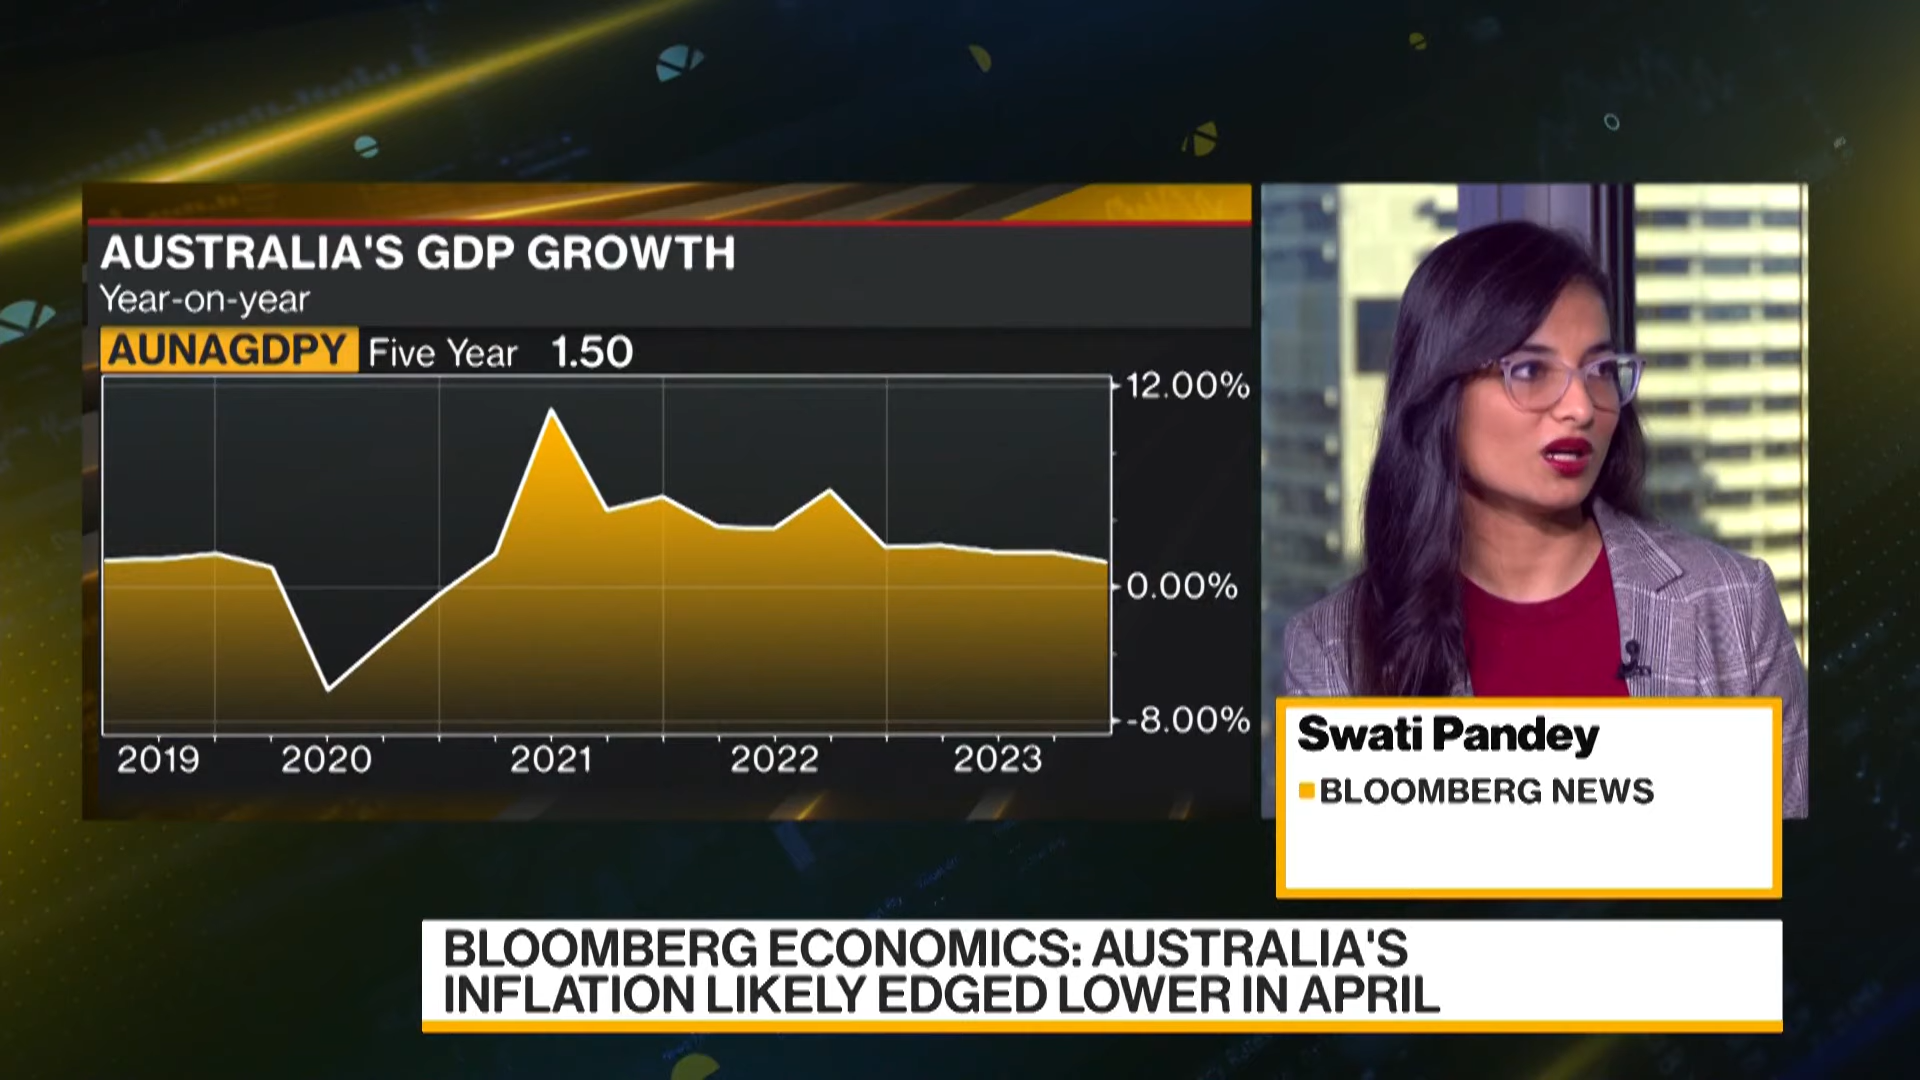 AUSTRALIA'S GDP GROWTH
Year-on-year
AUNAGDPY Five Year 1.50
12.00%
0.00%
-8.00%
2019 2020 2021 2022 2023
Swati Pandey
BLOOMBERG NEWS
BLOOMBERG ECONOMICS: AUSTRALIA'S
INFLATION LIKELY EDGED LOWER IN APRIL